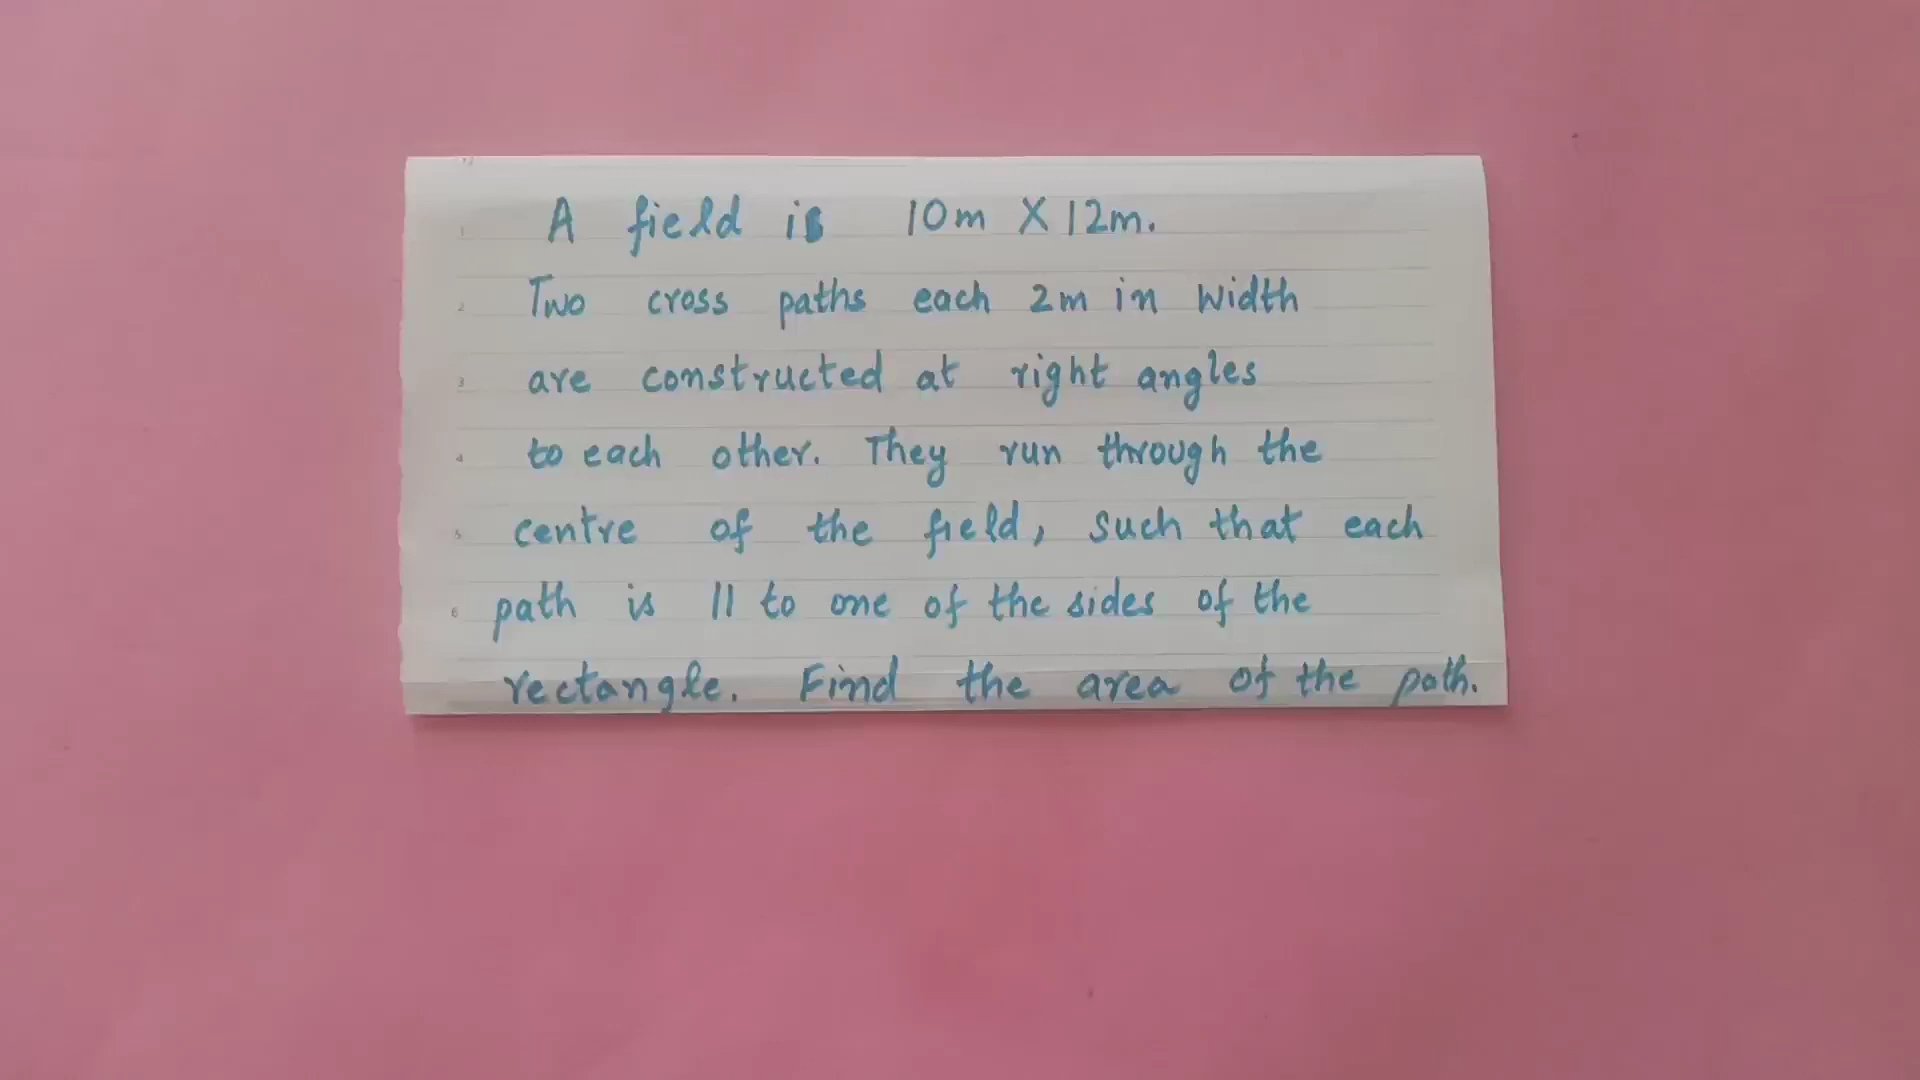 A field is 10m X 12m.
Two cross paths each 2m in width
are constructed at right angles
to each other. They run through the
centre of the field, such that each
path is || to one of the sides of the
rectangle. Find the area of the path.